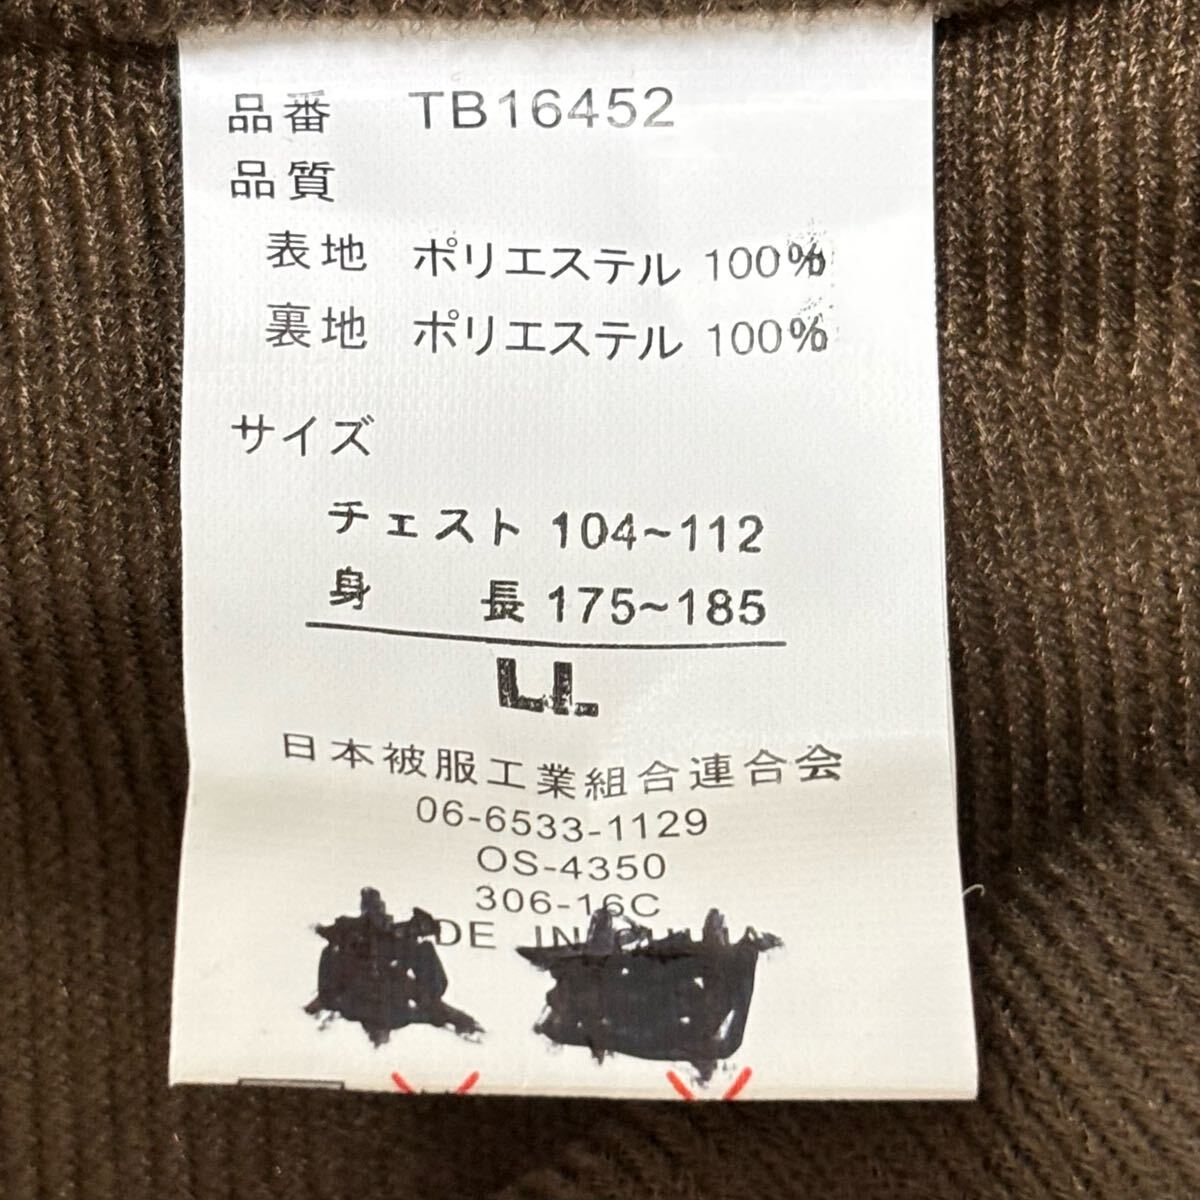 品番 TB16452
品質
表地 ポリエステル 100%
裏地 ポリエステル 100%
サイズ
チェスト 104~112
身 長 175~185
LL
日本被服工業組合連合会
06-6533-1129
OS-4350
306-16C
IN